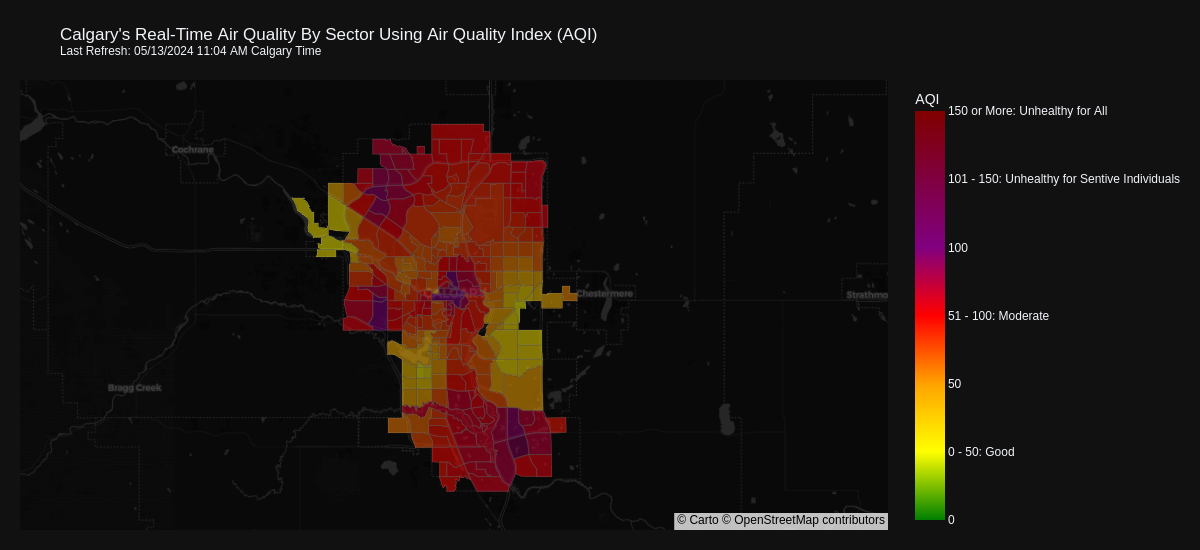 Calgary's Real-Time Air Quality By Sector Using Air Quality Index (AQI)
Last Refresh: 05/13/2024 11:04 AM Calgary Time
AQI
150 or More: Unhealthy for All
Cochrane
101 - 150: Unhealthy for Sentive Individuals
100
Chestermere
Strathmo
51 - 100: Moderate
50
Bragg Creek
0 - 50: Good
0
© Carto © OpenStreetMap contributors